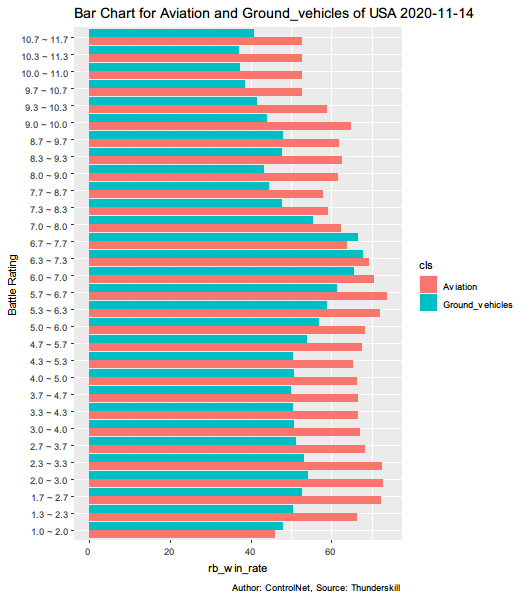 Bar Chart for Aviation and Ground_vehicles of USA 2020-11-14
10.7 ~ 11.7
10.3 ~ 11.3
10.0 ~ 11.0
9.7 ~ 10.7
9.3 ~ 10.3
9.0 ~ 10.0
8.7 ~ 9.7
8.3 ~ 9.3
8.0 ~ 9.0
7.7 ~ 8.7
7.3 ~ 8.3
7.0 ~ 8.0
6.7 ~ 7.7
6.3 ~ 7.3
6.0 ~ 7.0
5.7 ~ 6.7
5.3 ~ 6.3
5.0 ~ 6.0
4.7 ~ 5.7
4.3 ~ 5.3
4.0 ~ 5.0
3.7 ~ 4.7
3.3 ~ 4.3
3.0 ~ 4.0
2.7 ~ 3.7
2.3 ~ 3.3
2.0 ~ 3.0
1.7 ~ 2.7
1.3 ~ 2.3
1.0 ~ 2.0
Battle Rating
0 20 40 60
rb_win_rate
cls
Aviation
Ground_vehicles
Author: ControlNet, Source: Thunderskill